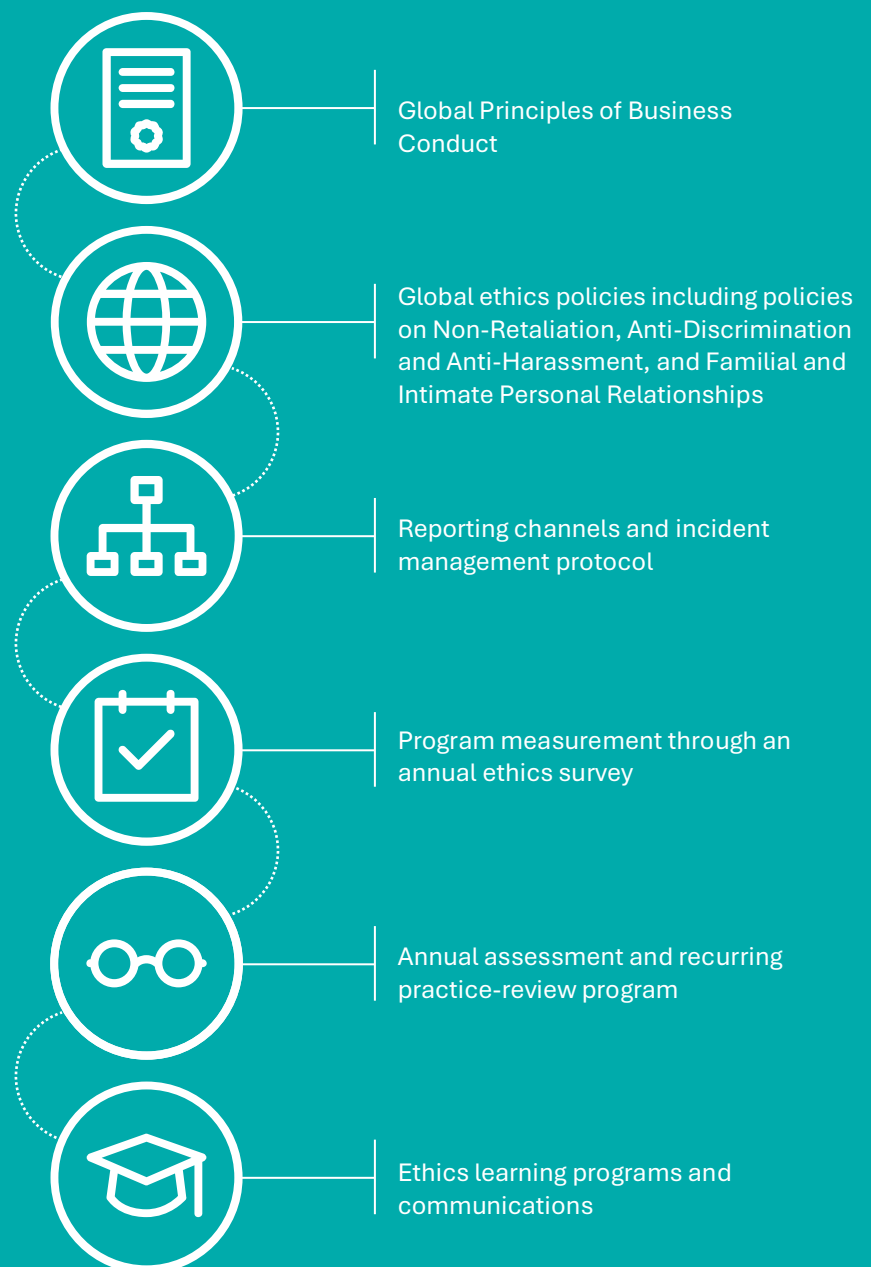 Global Principles of Business
Conduct
Global ethics policies including policies
on Non-Retaliation, Anti-Discrimination
and Anti-Harassment, and Familial and
Intimate Personal Relationships
Reporting channels and incident
management protocol
Program measurement through an
annual ethics survey
Annual assessment and recurring
practice-review program
Ethics learning programs and
communications